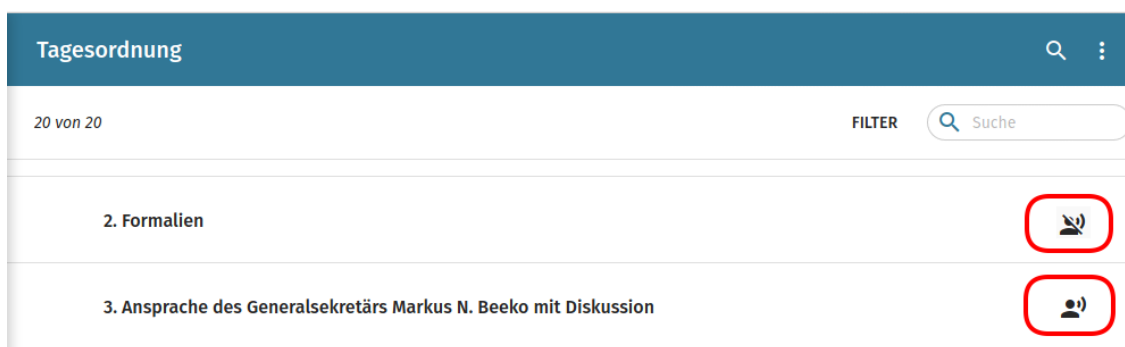 Tagesordnung
20 von 20
FILTER
Suche
2. Formalien
3. Ansprache des Generalsekretärs Markus N. Beeko mit Diskussion